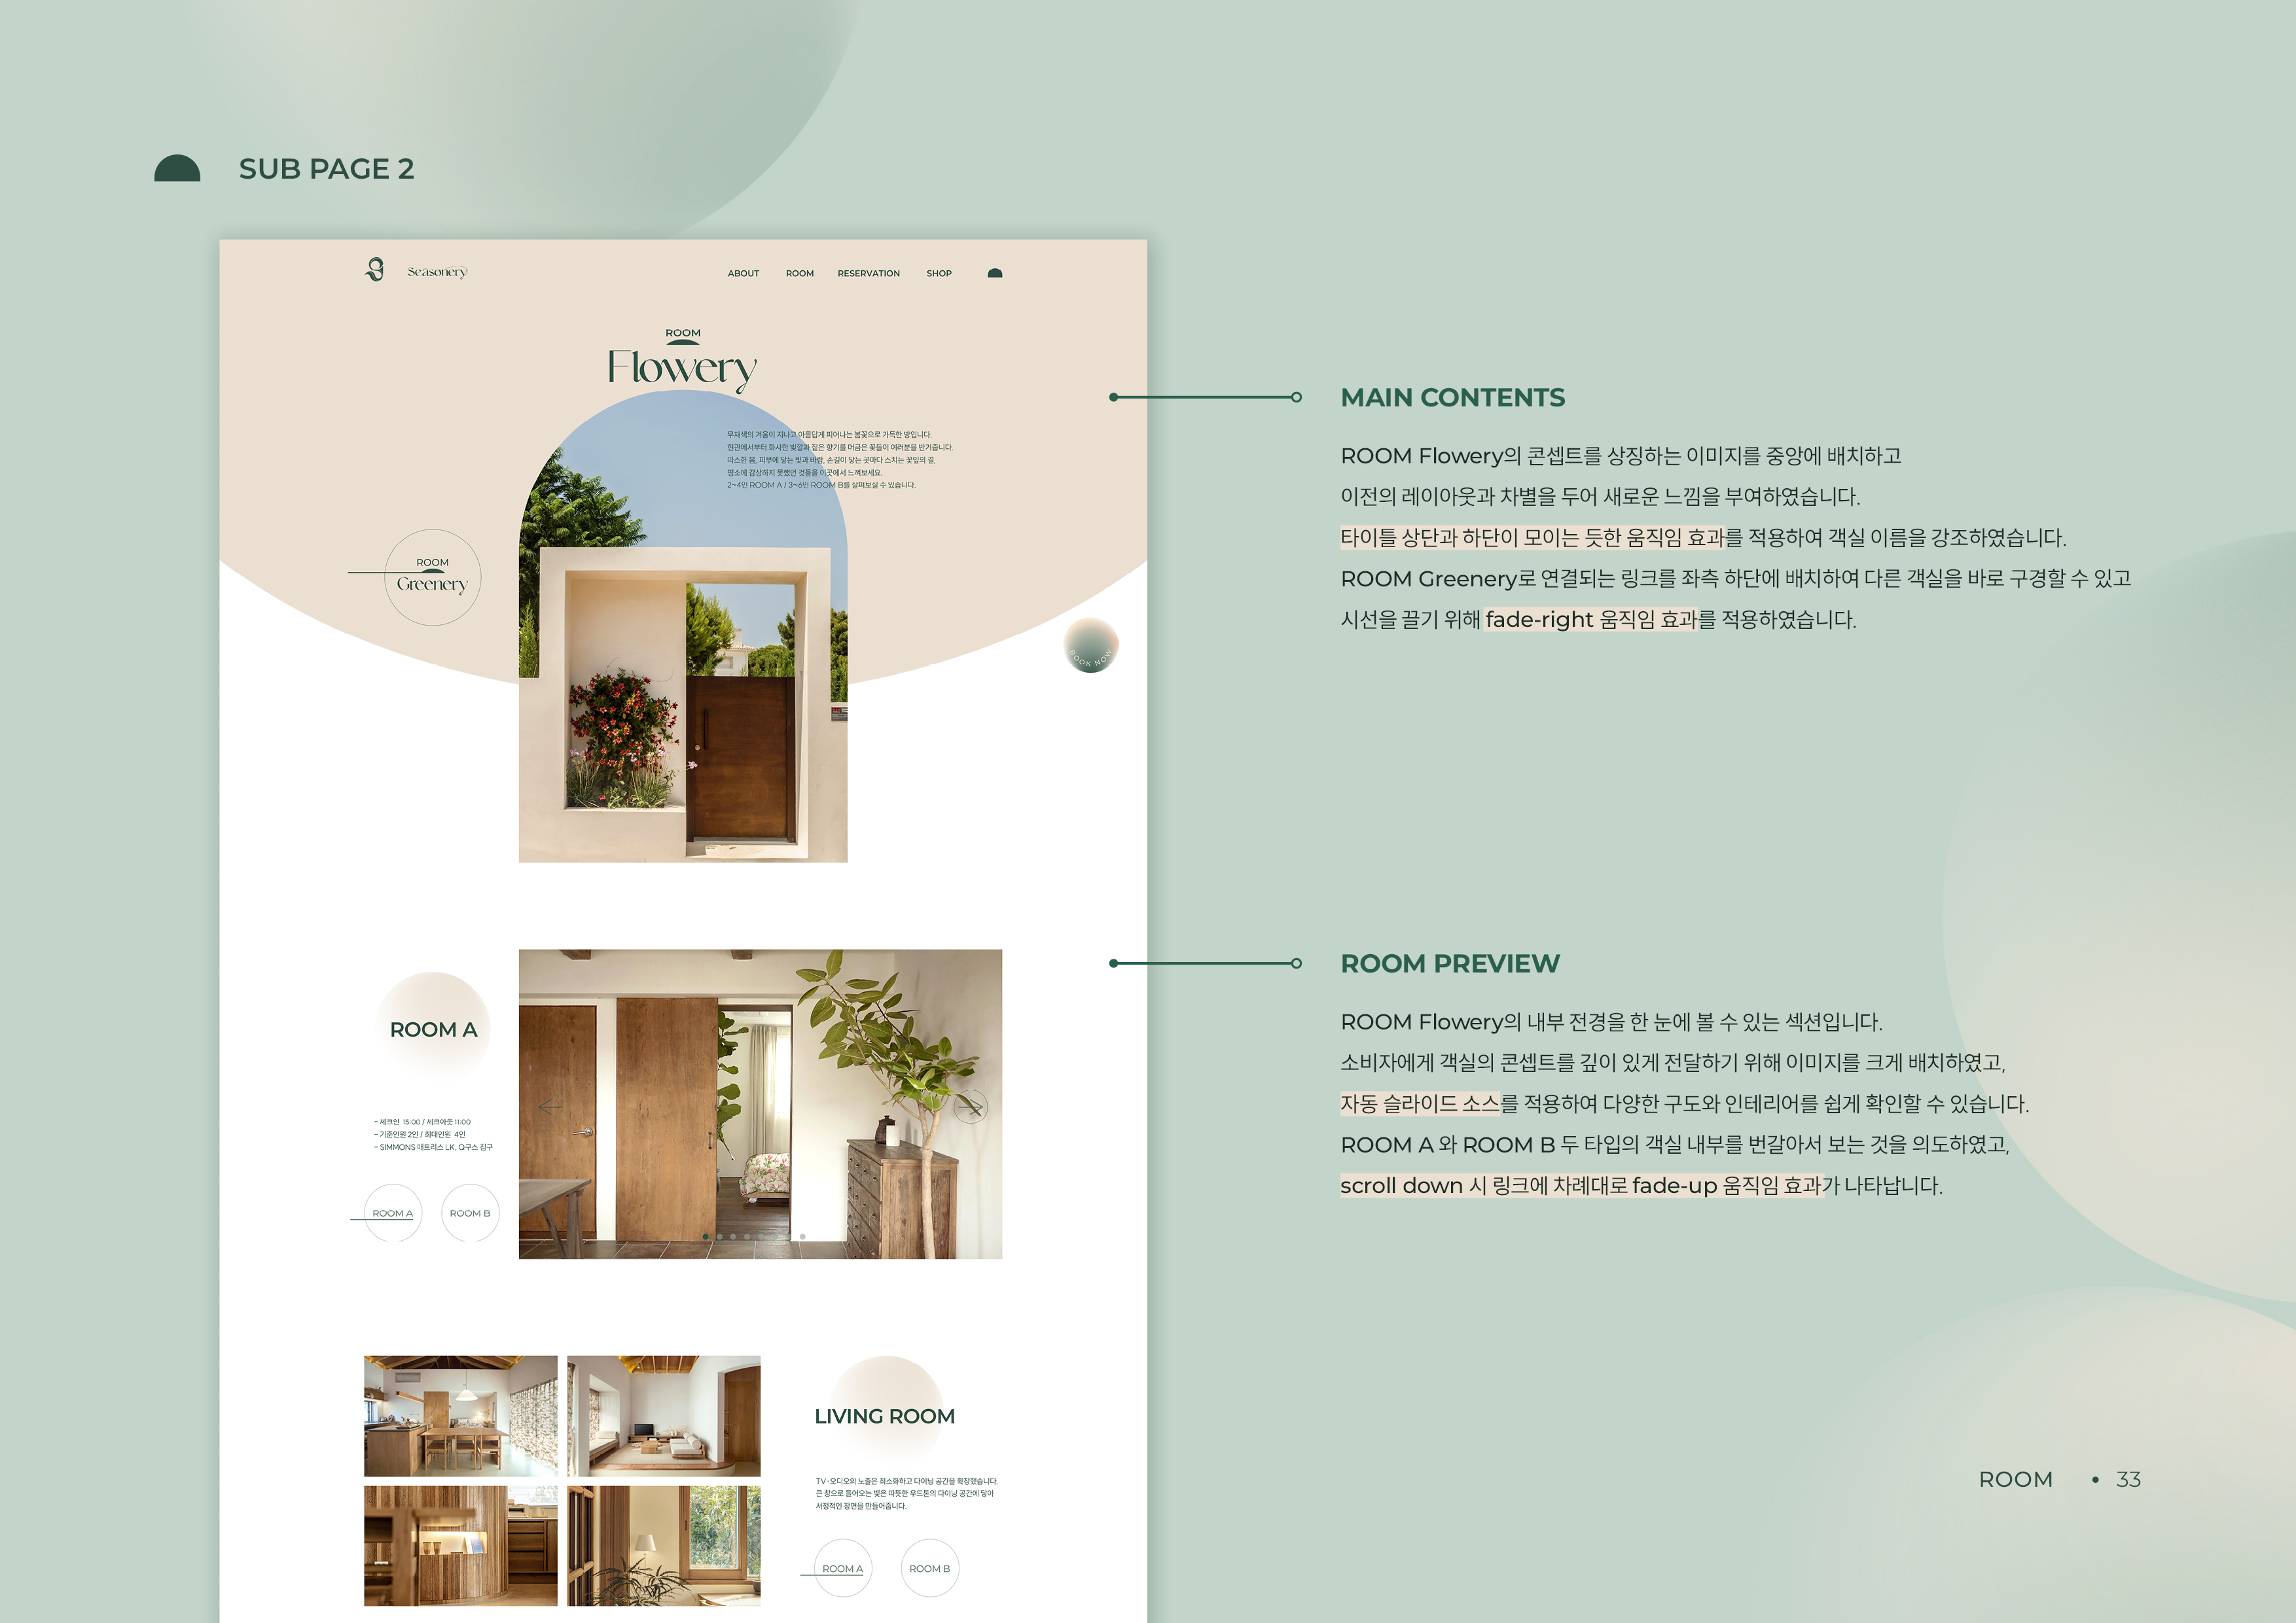 SUB PAGE 2
Seasonery
ABOUT ROOM RESERVATION SHOP
ROOM
Flowery
무채색의 겨울이 지나고 아름답게 피어나는 봄꽃으로 가득한 방입니다.
현관에서부터 화사한 빛깔과 짙은 향기를 머금은 꽃들이 여러분을 반겨줍니다.
따스한 봄, 피부에 닿는 빛과 바람, 손길이 닿는 곳마다 스치는 꽃잎의 결,
평소에 감상하지 못했던 것들을 이곳에서 느껴보세요.
2~4인 ROOM A / 3~6인 ROOM B를 살펴보실 수 있습니다.
ROOM
Greenery
BOOK NOW
MAIN CONTENTS
ROOM Flowery의 콘셉트를 상징하는 이미지를 중앙에 배치하고
이전의 레이아웃과 차별을 두어 새로운 느낌을 부여하였습니다.
타이틀 상단과 하단이 모이는 듯한 움직임 효과를 적용하여 객실 이름을 강조하였습니다.
ROOM Greenery로 연결되는 링크를 좌측 하단에 배치하여 다른 객실을 바로 구경할 수 있고
시선을 끌기 위해 fade-right 움직임 효과를 적용하였습니다.
ROOM A
- 체크인 15:00 / 체크아웃 11:00
- 기준인원 2인 / 최대인원 4인
- SIMMONS 매트리스 LK, Q구스 침구
ROOM A ROOM B
ROOM PREVIEW
ROOM Flowery의 내부 전경을 한 눈에 볼 수 있는 섹션입니다.
소비자에게 객실의 콘셉트를 깊이 있게 전달하기 위해 이미지를 크게 배치하였고,
자동 슬라이드 소스를 적용하여 다양한 구도와 인테리어를 쉽게 확인할 수 있습니다.
ROOM A 와 ROOM B 두 타입의 객실 내부를 번갈아서 보는 것을 의도하였고,
scroll down 시 링크에 차례대로 fade-up 움직임 효과가 나타납니다.
LIVING ROOM
TV·오디오의 노출은 최소화하고 다이닝 공간을 확장했습니다.
큰 창으로 들어오는 빛은 따뜻한 우드톤의 다이닝 공간에 닿아
서정적인 장면을 만들어줍니다.
ROOM A ROOM B
ROOM • 33